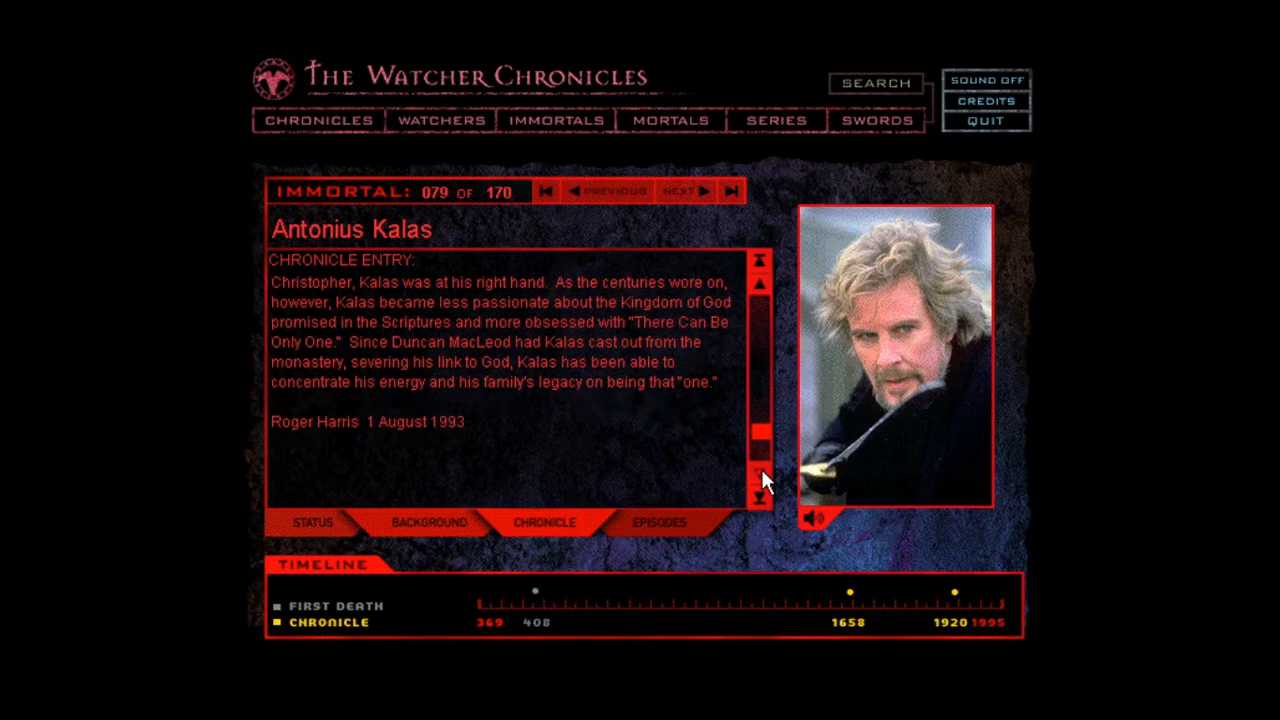 THE WATCHER CHRONICLES
SEARCH
SOUND OFF
CREDITS
QUIT
CHRONICLES WATCHERS IMMORTALS MORTALS SERIES SWORDS
IMMORTAL: 079 OF 170 PREVIOUS NEXT
Antonius Kalas
CHRONICLE ENTRY:
Christopher, Kalas was at his right hand. As the centuries wore on,
however, Kalas became less passionate about the Kingdom of God
promised in the Scriptures and more obsessed with "There Can Be
Only One." Since Duncan MacLeod had Kalas cast out from the
monastery, severing his link to God, Kalas has been able to
concentrate his energy and his family's legacy on being that "one."
Roger Harris 1 August 1993
STATUS BACKGROUND CHRONICLE EPISODES
TIMELINE
FIRST DEATH
CHRONICLE
369 408 1658 1920 1995